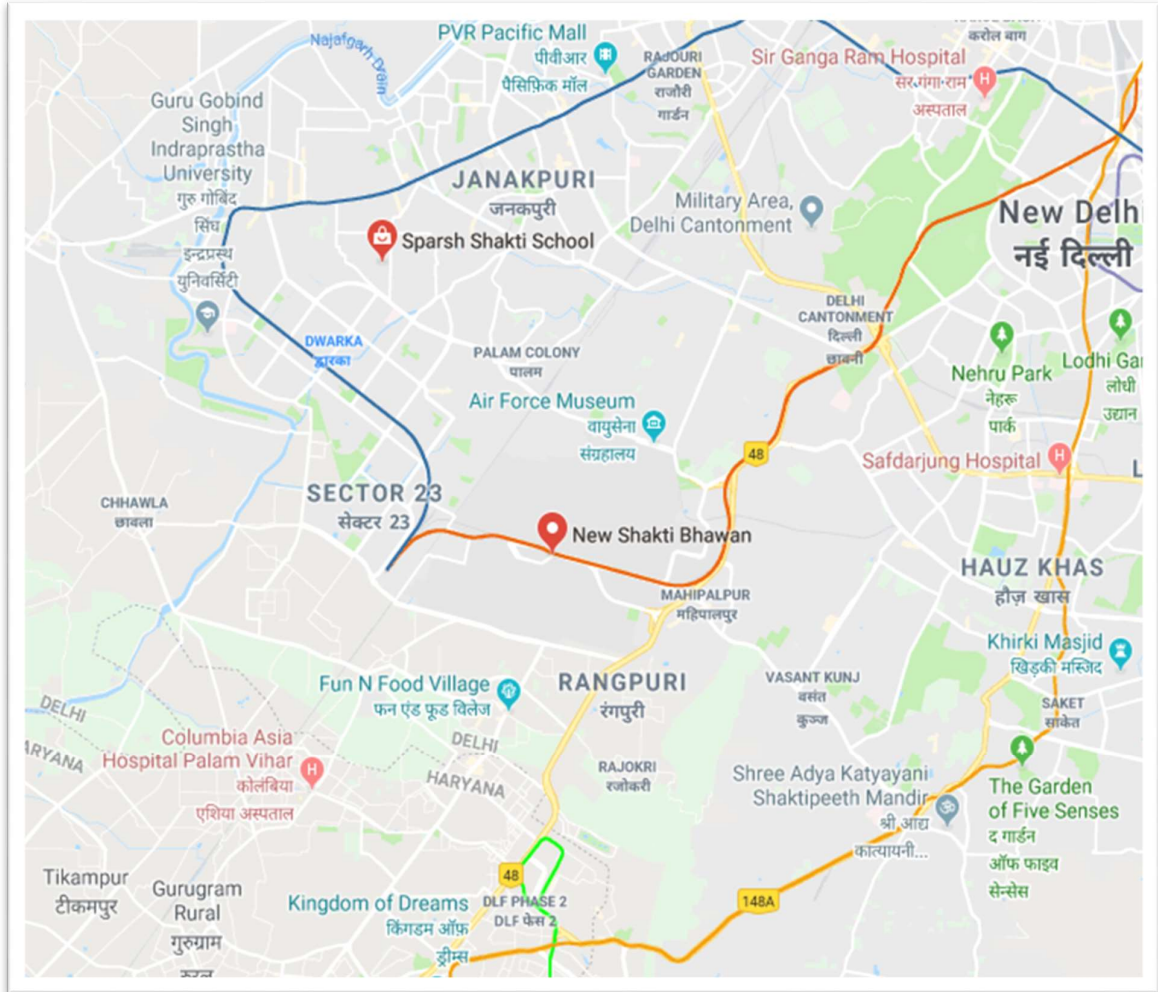 Najafgarh Drain
PVR Pacific Mall
पीवीआर
पैसिफ़िक मॉल
RAJOURI
GARDEN
राजौरी
गार्डन
करोल बाग
Sir Ganga Ram Hospital
सर गंगा राम
अस्पताल
Guru Gobind
Singh
Indraprastha
University
गुरु गोबिंद
सिंघ
इन्द्रप्रस्थ
युनिवर्सिटी
JANAKPURI
जनकपुरी
Sparsh Shakti School
Military Area,
Delhi Cantonment
New Delhi
नई दिल्ली
DELHI
CANTONMENT
दिल्ली
छावनी
DWARKA
द्वारका
PALAM COLONY
पालम
Nehru Park
नेहरू
पार्क
Lodhi Gar
लोधी
उद्यान
Air Force Museum
वायुसेना
संग्रहालय
48
Safdarjung Hospital
L
CHHAWLA
छावला
SECTOR 23
सेक्टर 23
New Shakti Bhawan
HAUZ KHAS
हौज़ खास
MAHIPALPUR
महिपालपुर
Khirki Masjid
खिड़की मस्जिद
Fun N Food Village
फन एंड फूड विलेज
RANGPURI
रंगपुरी
VASANT KUNJ
बसंत
कुञ्ज
SAKET
साकेत
DELHI
ARYANA
DELHI
HARYANA
Columbia Asia
Hospital Palam Vihar
कोलंबिया
एशिया अस्पताल
RAJOKRI
रजोकरी
Shree Adya Katyayani
Shaktipeeth Mandir
श्री आद्य
कात्यायनी...
The Garden
of Five Senses
द गार्डन
ऑफ फाइव
सेन्सेस
Tikampur
टीकमपुर
Gurugram
Rural
गुरुग्राम
रूरल
48
DLF PHASE 2
DLF फेस 2
148A
Kingdom of Dreams
किंगडम ऑफ़
ड्रीम्स